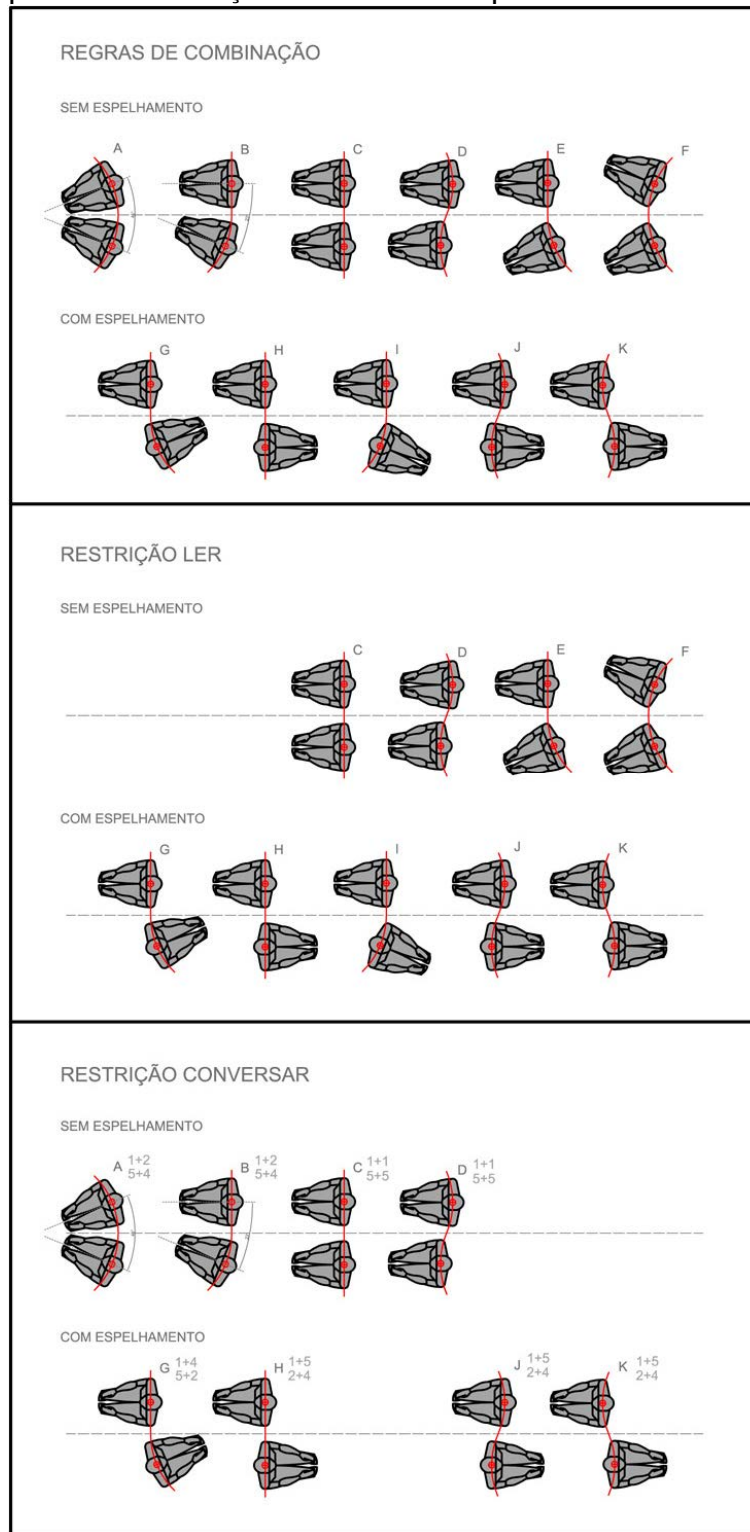 REGRAS DE COMBINAÇÃO
SEM ESPELHAMENTO
A B C D E F
COM ESPELHAMENTO
G H I J K
RESTRIÇÃO LER
SEM ESPELHAMENTO
C D E F
COM ESPELHAMENTO
G H I J K
RESTRIÇÃO CONVERSAR
SEM ESPELHAMENTO
A 1+2 5+4 B 1+2 5+4 C 1+1 5+5 D 1+1 5+5
COM ESPELHAMENTO
G 1+4 5+2 H 1+5 2+4 J 1+5 2+4 K 1+5 2+4